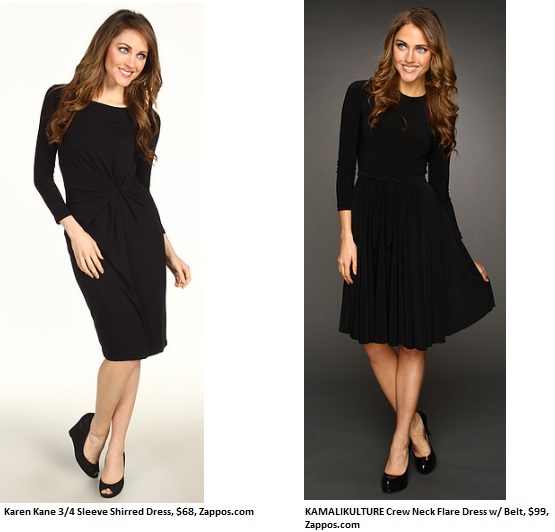 Karen Kane 3/4 Sleeve Shirred Dress, $68, Zappos.com
KAMALIKULTURE Crew Neck Flare Dress w/ Belt, $99,
Zappos.com